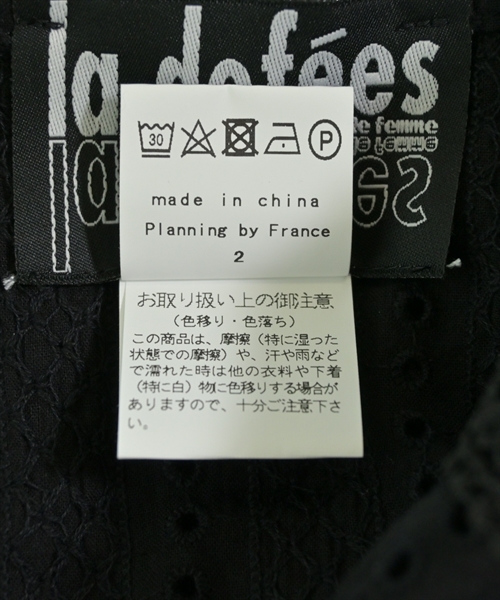 la defées
de femme
30
P
made in china
Planning by France
2
お取り扱い上の御注意
（色移り・色落ち）
この商品は、摩擦（特に湿った
状態での摩擦）や、汗や雨など
で濡れた時は他の衣料や下着
（特に白）物に色移りする場合が
ありますので、十分ご注意下さ
い。